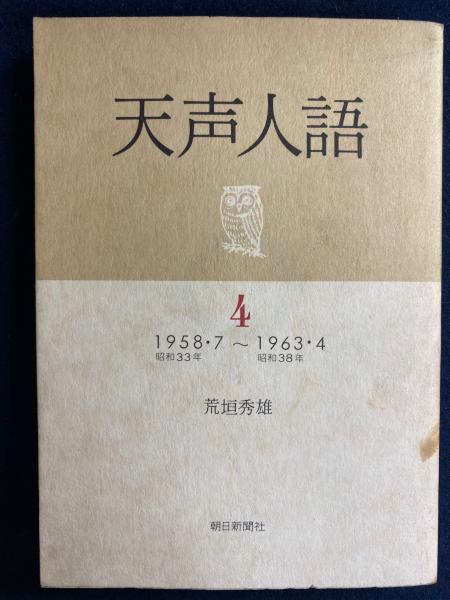 天声人語
4
1958・7 〜 1963・4
昭和33年 昭和38年
荒垣秀雄
朝日新聞社